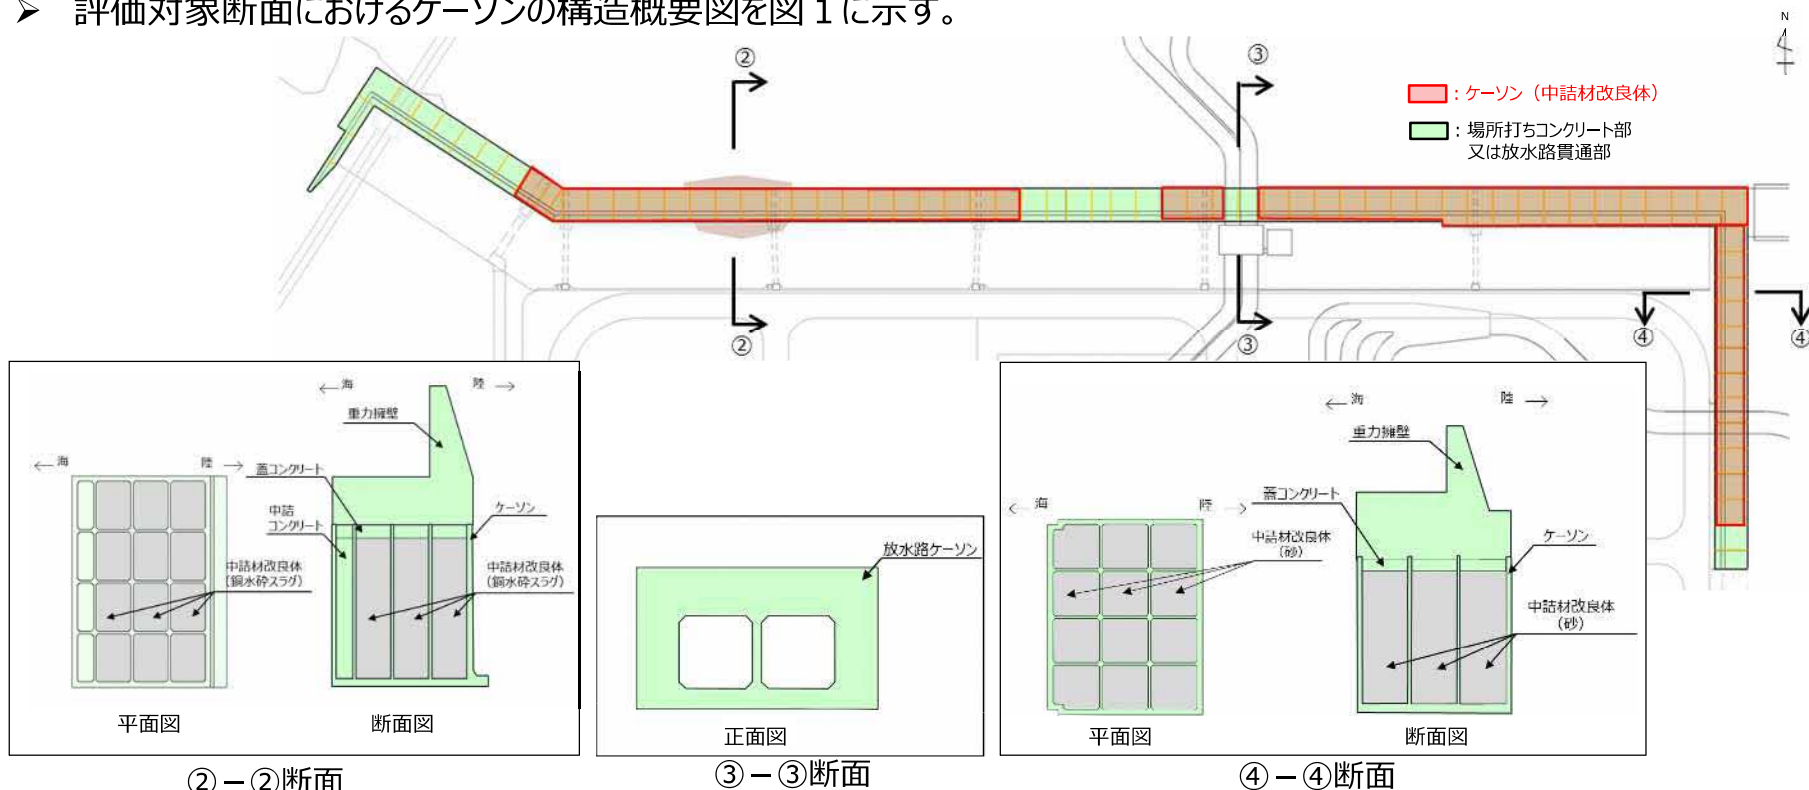 ➤ 評価対象断面におけるケーソンの構造概要図を図１に示す。
N
② ③
：ケーソン（中詰材改良体）
：場所打ちコンクリート部
又は放水路貫通部
② ③ ④ ④
←海 陸→
重力擁壁
←海 陸→
蓋コンクリート
中詰
コンクリート
ケーソン
中詰材改良体
（銅水砕スラグ）
中詰材改良体
（銅水砕スラグ）
平面図 断面図
②－②断面
放水路ケーソン
正面図
③－③断面
←海 陸→
重力擁壁
←海 陸→
蓋コンクリート
中詰材改良体
（砂）
ケーソン
中詰材改良体
（砂）
平面図 断面図
④－④断面